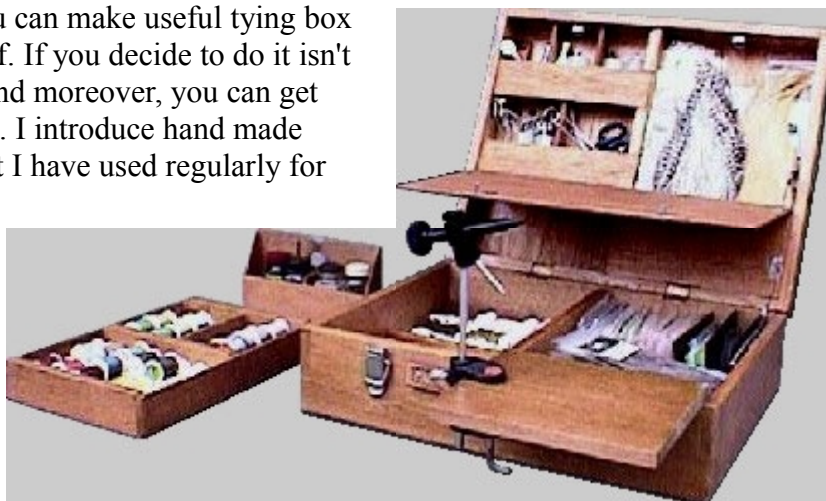 u can make useful tying box
f. If you decide to do it isn't
nd moreover, you can get
. I introduce hand made
t I have used regularly for